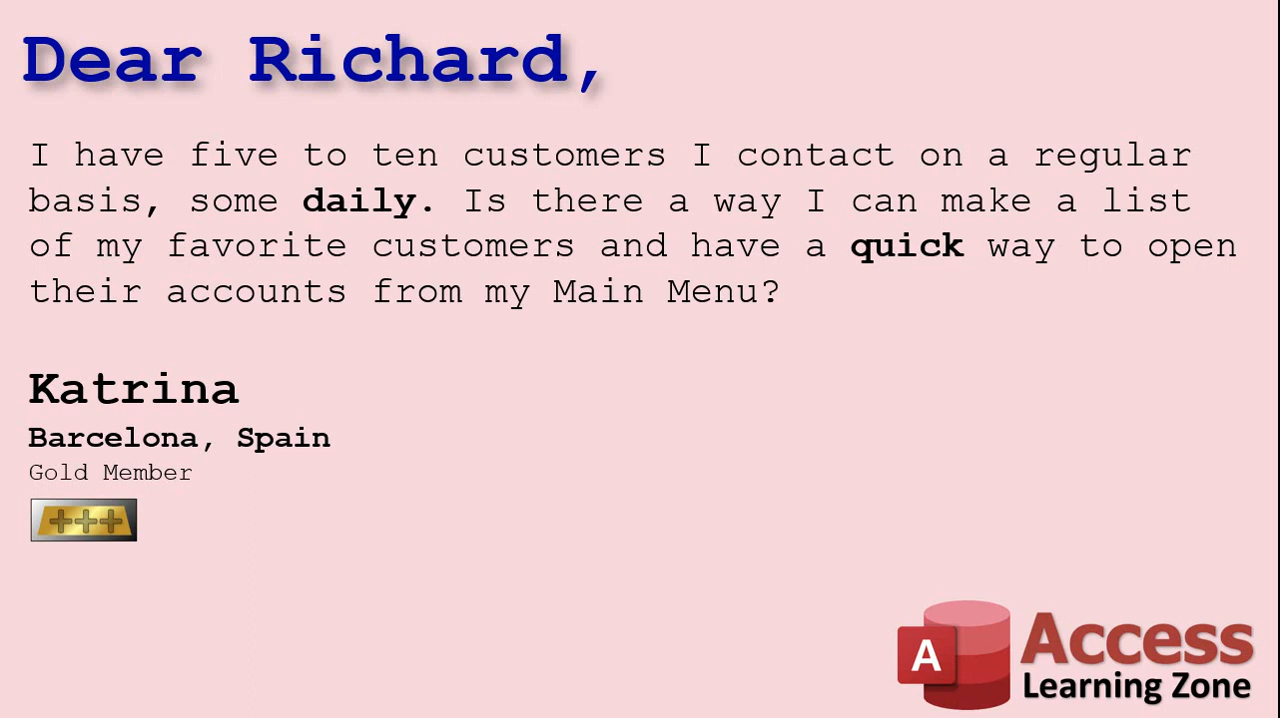 Dear Richard,
I have five to ten customers I contact on a regular
basis, some daily. Is there a way I can make a list
of my favorite customers and have a quick way to open
their accounts from my Main Menu?
Katrina
Barcelona, Spain
Gold Member
+++
A
Access
Learning Zone